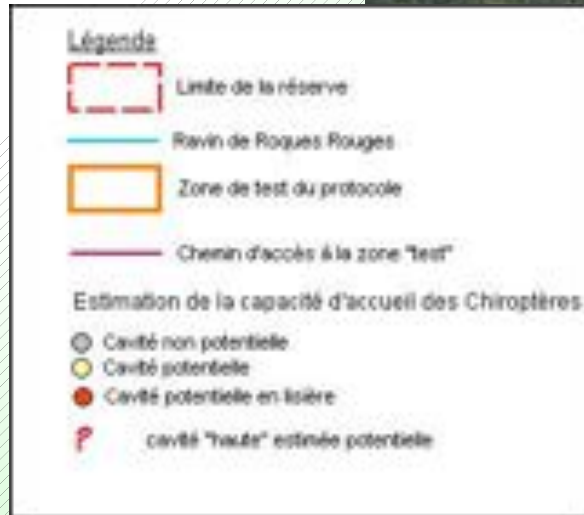 Légende
Limite de la réserve
Ravin de Roques Rouges
Zone de test du protocole
Chemin d'accès à la zone "test"
Estimation de la capacité d'accueil des Chiroptères
Cavité non potentielle
Cavité potentielle
Cavité potentielle en lisière
? cavité "haute" estimée potentielle